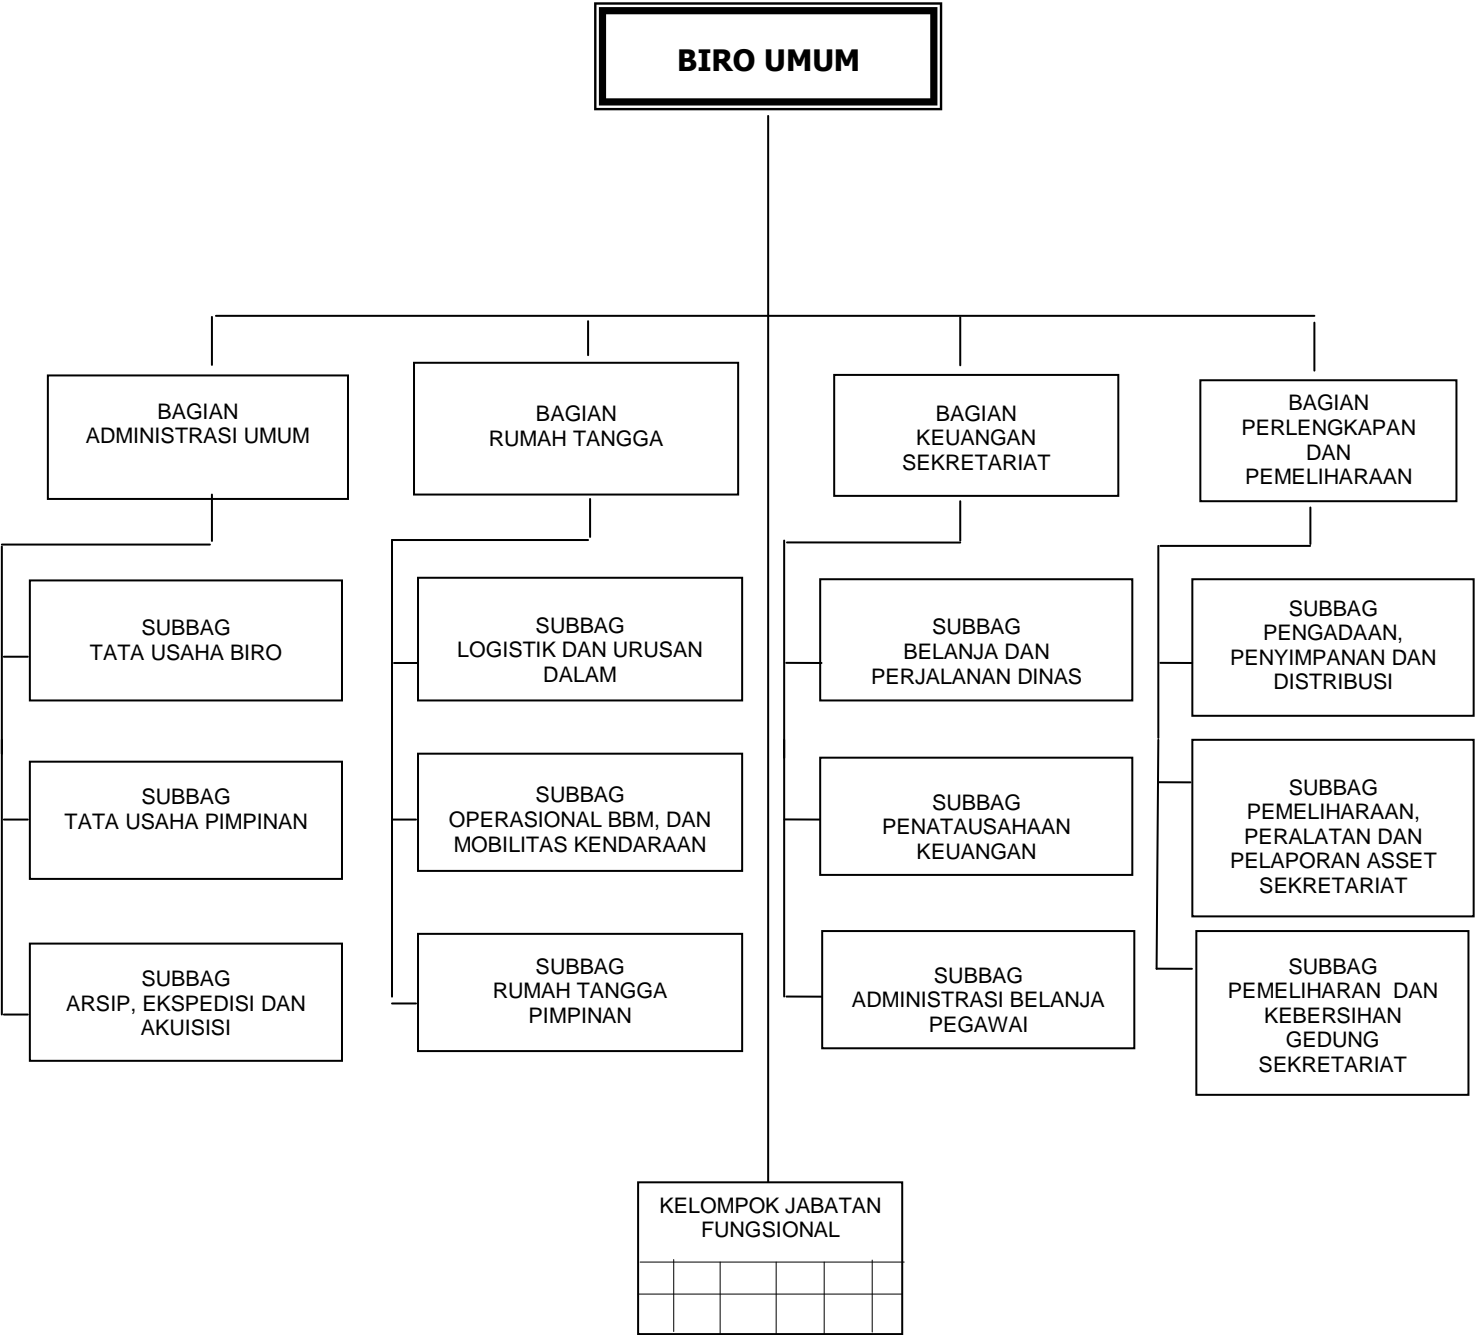 BIRO UMUM
BAGIAN
ADMINISTRASI UMUM
BAGIAN
RUMAH TANGGA
BAGIAN
KEUANGAN
SEKRETARIAT
BAGIAN
PERLENGKAPAN
DAN
PEMELIHARAAN
SUBBAG
TATA USAHA BIRO
SUBBAG
LOGISTIK DAN URUSAN
DALAM
SUBBAG
BELANJA DAN
PERJALANAN DINAS
SUBBAG
PENGADAAN,
PENYIMPANAN DAN
DISTRIBUSI
SUBBAG
TATA USAHA PIMPINAN
SUBBAG
OPERASIONAL BBM, DAN
MOBILITAS KENDARAAN
SUBBAG
PENATAUSAHAAN
KEUANGAN
SUBBAG
PEMELIHARAAN,
PERALATAN DAN
PELAPORAN ASSET
SEKRETARIAT
SUBBAG
ARSIP, EKSPEDISI DAN
AKUISISI
SUBBAG
RUMAH TANGGA
PIMPINAN
SUBBAG
ADMINISTRASI BELANJA
PEGAWAI
SUBBAG
PEMELIHARAN  DAN
KEBERSIHAN
GEDUNG
SEKRETARIAT
KELOMPOK JABATAN
FUNGSIONAL